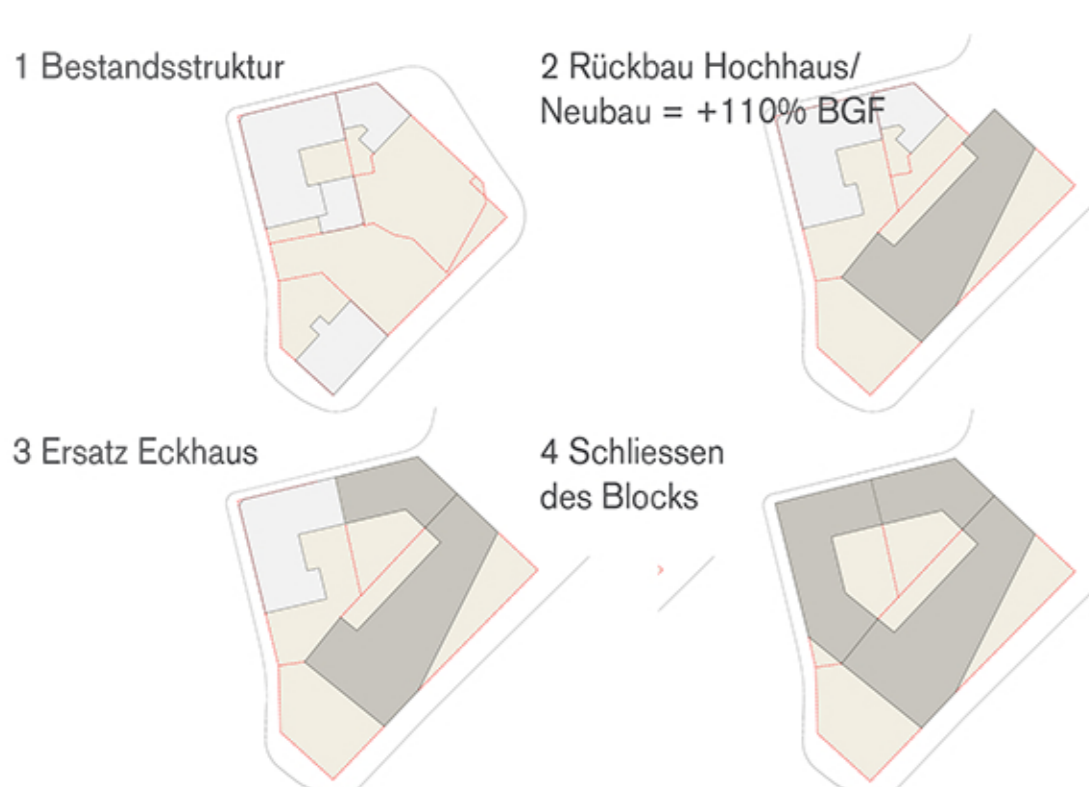 1 Bestandsstruktur
2 Rückbau Hochhaus/
Neubau = +110% BGF
3 Ersatz Eckhaus
4 Schliessen
des Blocks